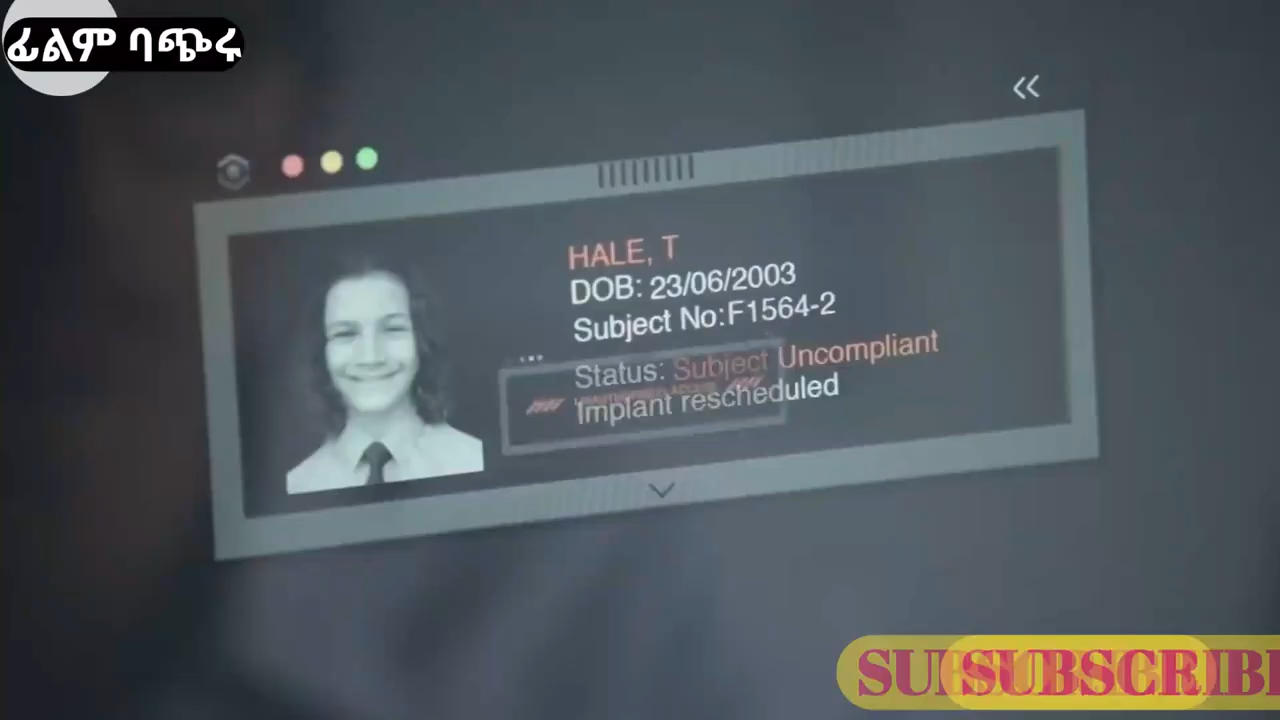 ፊልም ባጭሩ
HALE, T
DOB: 23/06/2003
Subject No:F1564-2
Status: Subject Uncompliant
Implant rescheduled
SUBSCRIBE